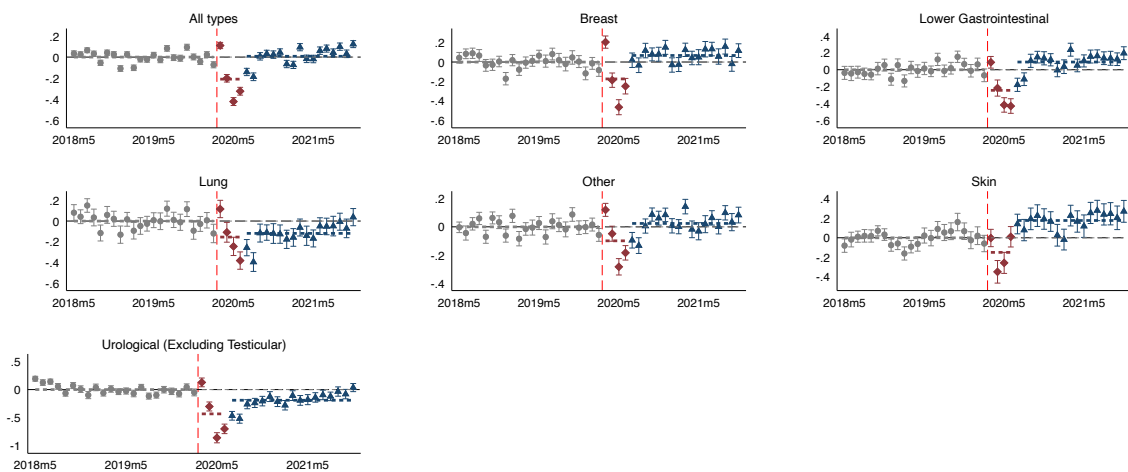 All types
.2
0
-.2
-.4
-.6
2018m5 2019m5 2020m5 2021m5
Breast
.2
0
-.2
-.4
-.6
2018m5 2019m5 2020m5 2021m5
Lower Gastrointestinal
.4
.2
0
-.2
-.4
-.6
2018m5 2019m5 2020m5 2021m5
Lung
.2
0
-.2
-.4
-.6
2018m5 2019m5 2020m5 2021m5
Other
.2
0
-.2
-.4
2018m5 2019m5 2020m5 2021m5
Skin
.4
.2
0
-.2
-.4
2018m5 2019m5 2020m5 2021m5
Urological (Excluding Testicular)
.5
0
-.5
-1
2018m5 2019m5 2020m5 2021m5